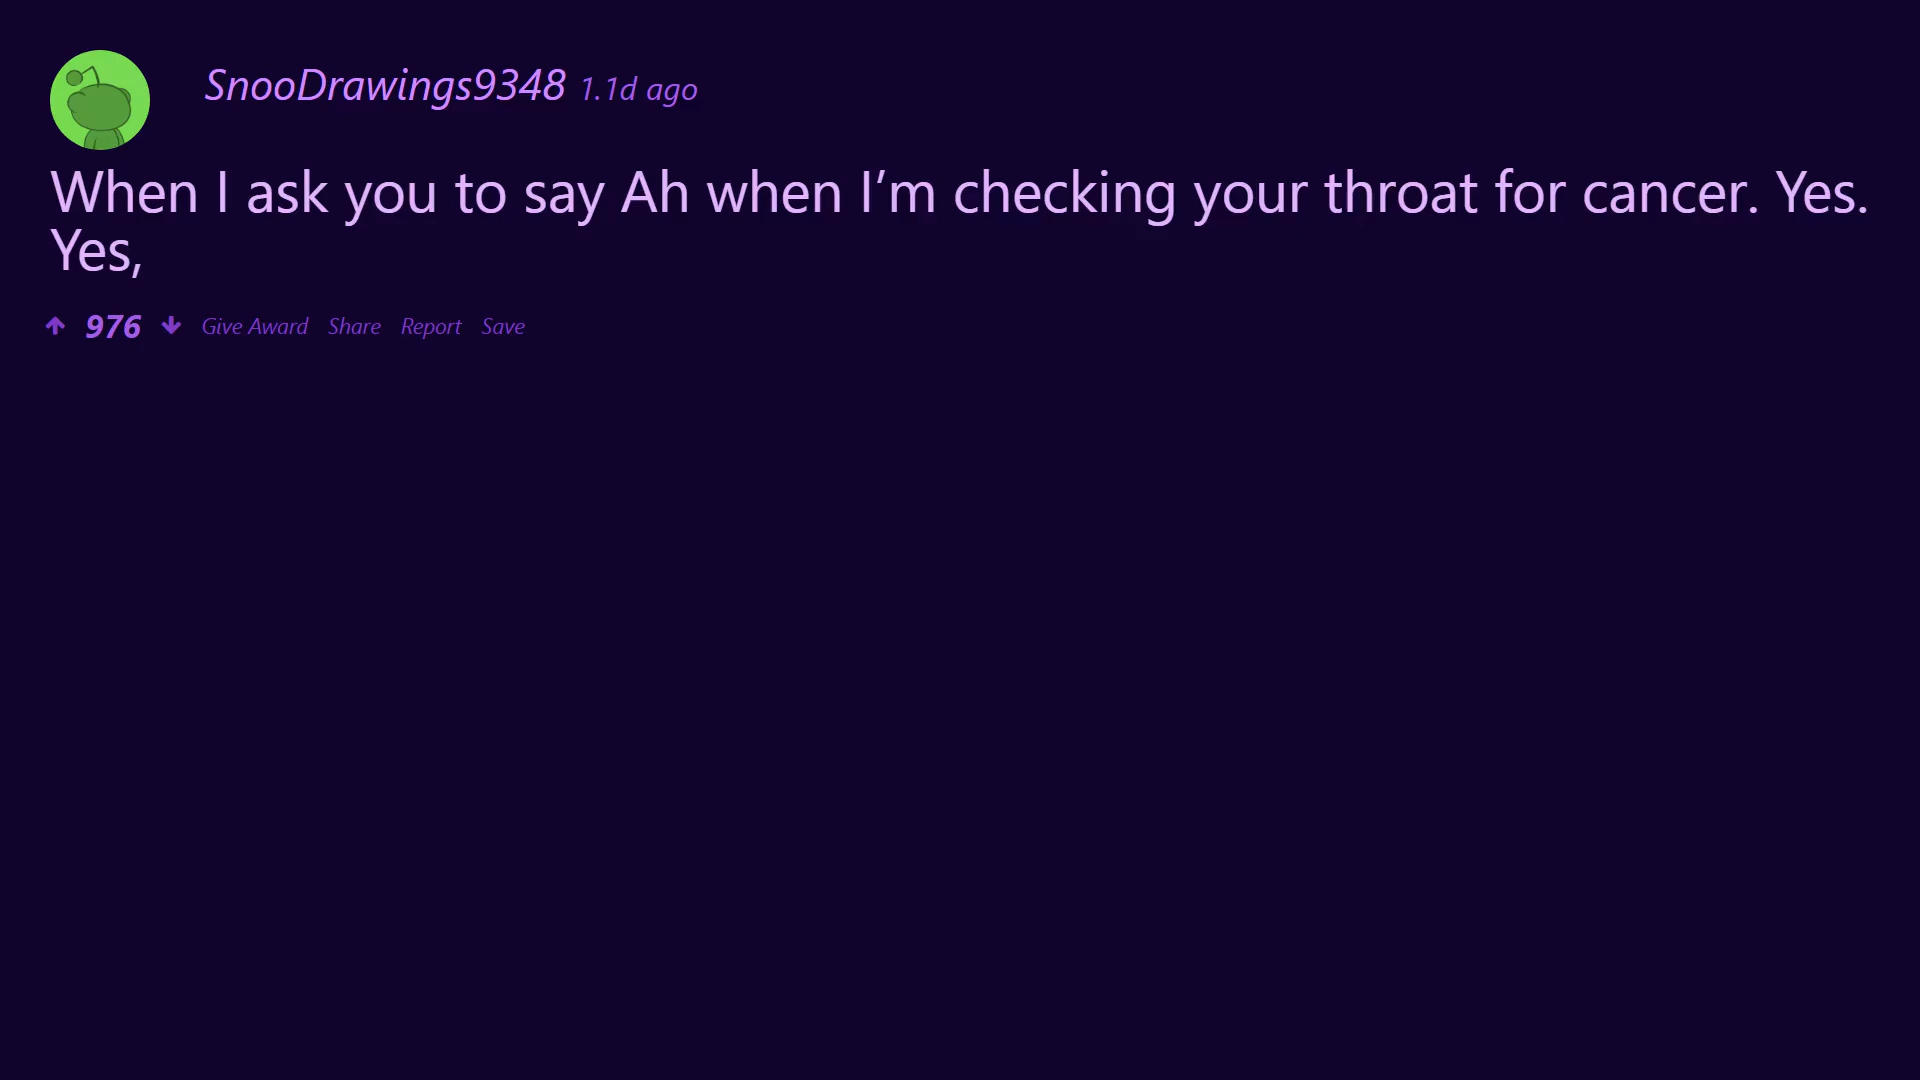 SnooDrawings9348 1.1d ago
When I ask you to say Ah when I’m checking your throat for cancer. Yes.
Yes,
976 Give Award Share Report Save